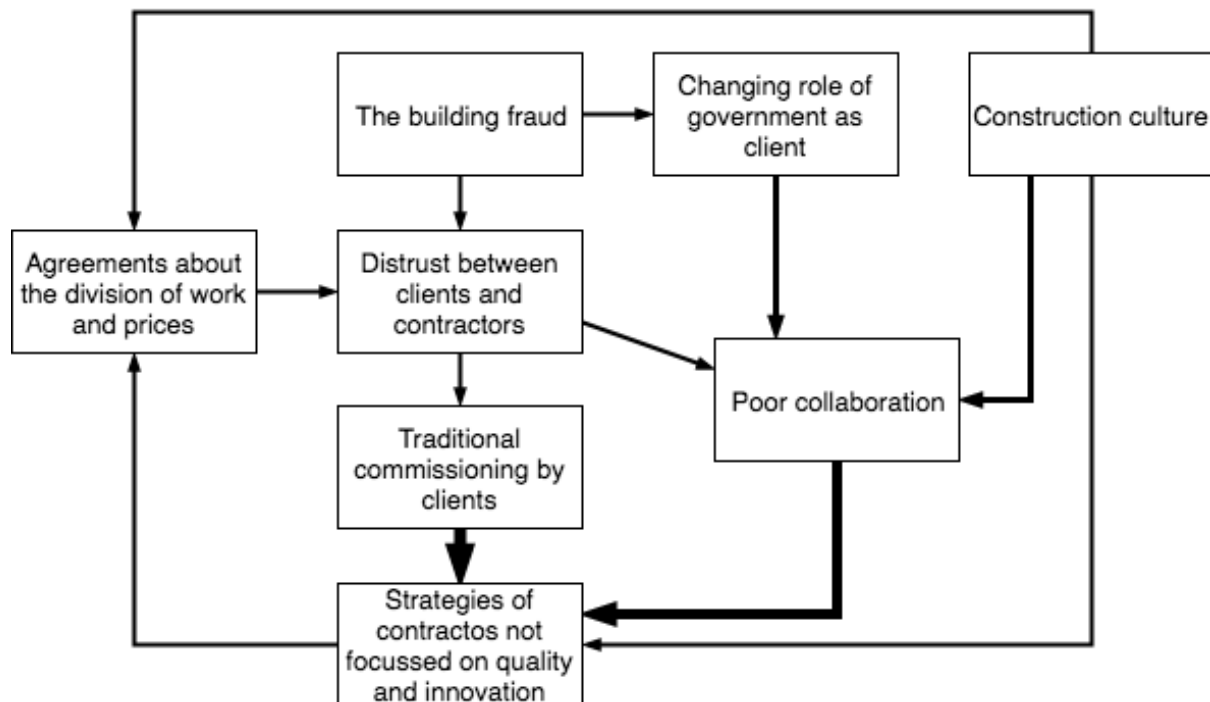 The building fraud
Changing role of
government as
client
Construction culture
Agreements about
the division of work
and prices
Distrust between
clients and
contractors
Poor collaboration
Traditional
commissioning by
clients
Strategies of
contractos not
focussed on quality
and innovation